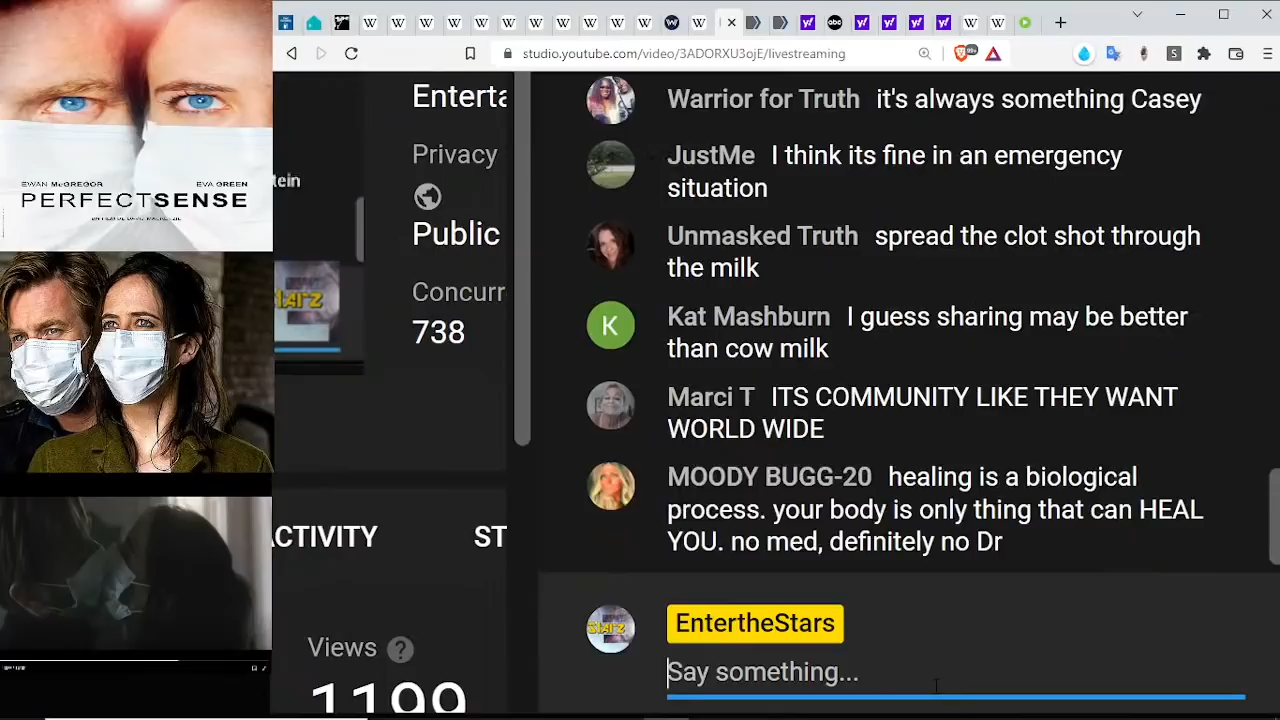 EWAN McGREGOR EVA GREEN
PERFECTSENSE
studio.youtube.com/video/3ADORXU3ojE/livestreaming
Enterta
Privacy
Public
Concurr
738
tein
CTIVITY
ST
Views
1199
Warrior for Truth it's always something Casey
JustMe I think its fine in an emergency
situation
Unmasked Truth spread the clot shot through
the milk
K
Kat Mashburn I guess sharing may be better
than cow milk
Marci T ITS COMMUNITY LIKE THEY WANT
WORLD WIDE
MOODY BUGG-20 healing is a biological
process. your body is only thing that can HEAL
YOU. no med, definitely no Dr
EntertheStars
Say something...